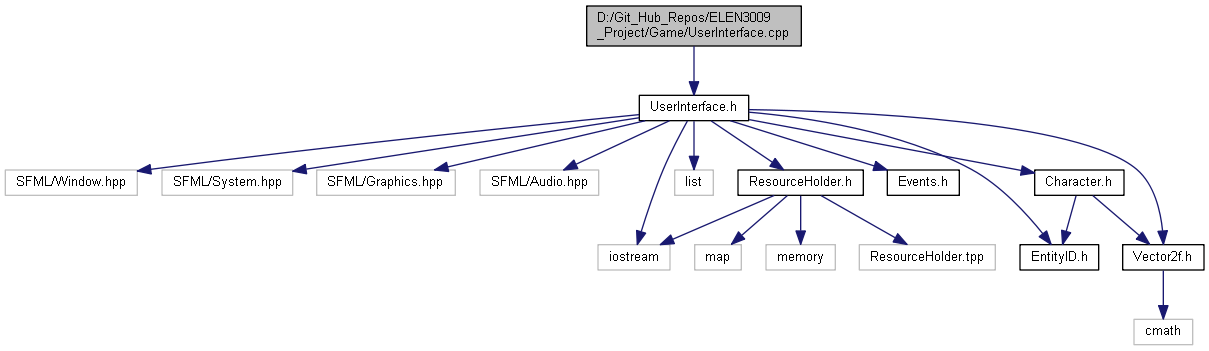 D:/Git_Hub_Repos/ELEN3009
_Project/Game/UserInterface.cpp
UserInterface.h
SFML/Window.hpp
SFML/System.hpp
SFML/Graphics.hpp
SFML/Audio.hpp
list
ResourceHolder.h
Events.h
Character.h
iostream
map
memory
ResourceHolder.tpp
EntityID.h
Vector2f.h
cmath